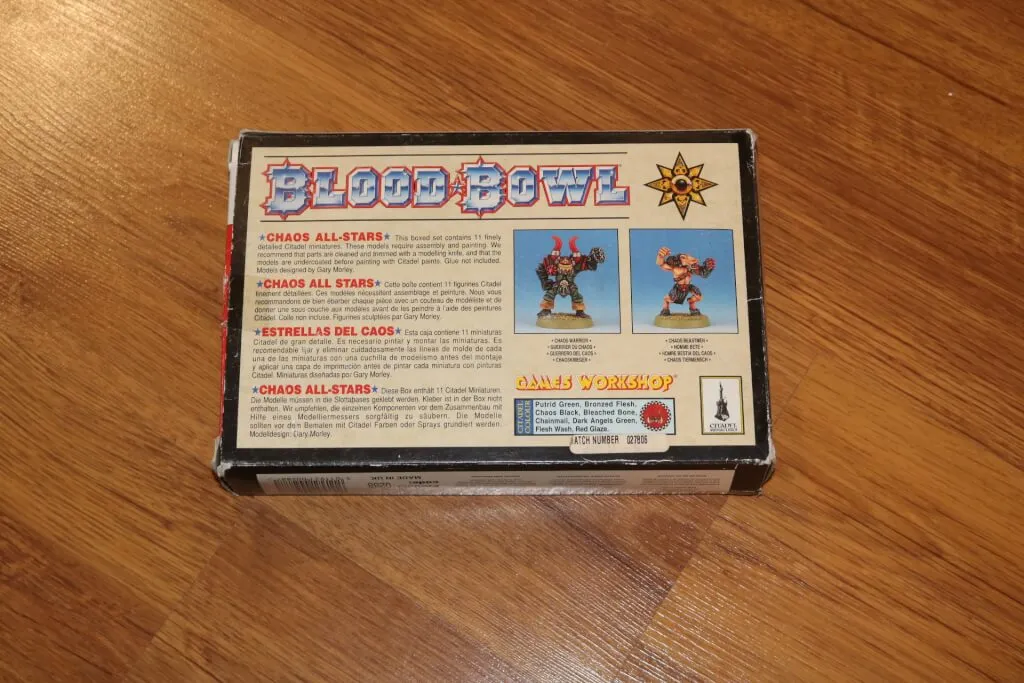 BLOOD BOWL
★CHAOS ALL-STARS★ This boxed set contains 11 finely
detailed Citadel miniatures. These models require assembly and painting. We
recommend that parts are cleaned and trimmed with a modelling knife, and that the
models are undercoated before painting with Citadel paints. Glue not included.
Models designed by Gary Morley.
★CHAOS ALL STARS★ Cette boîte contient 11 figurines Citadel
finement détaillées. Ces modèles nécessitent assemblage et peinture. Nous vous
recommandons de bien ébarber chaque pièce avec un couteau de modéliste et de
donner une sous couche aux modèles avant de les peindre à l'aide des peintures
Citadel. Colle non incluse. Figurines sculptées par Gary Morley.
★ESTRELLAS DEL CAOS★ Esta caja contiene 11 miniaturas
Citadel de gran detalle. Es necesario pintar y montar las miniaturas. Es
recomendable lijar y eliminar cuidadosamente las líneas de molde de cada
una de las miniaturas con una cuchilla de modelismo antes del montaje
y aplicar una capa de imprimación antes de pintar cada miniatura con pinturas
Citadel. Miniaturas diseñadas por Gary Morley.
★CHAOS ALL-STARS★ Diese Box enthält 11 Citadel Miniaturen.
Die Modelle müssen in die Slottabases geklebt werden. Kleber ist in der Box nicht
enthalten. Wir umpfehlen, die einzelnen Komponenten vor dem Zusammenbau mit
Hilfe eines Modelliermessers sorgfältig zu säubern. Die Modelle
sollten vor dem Bemalen mit Citadel Farben oder Sprays grundiert werden.
Modelldesign: Gary Morley.
• CHAOS WARRIOR •
• GUERRIER DU CHAOS •
• GUERRERO DEL CAOS •
• CHAOSKRIEGER •
• CHAOS BEASTMEN •
• HOMME BETE •
• HOMRE BESTIA DEL CAOS •
• CHAOS TIERMENSCH •
GAMES WORKSHOP
CITADEL COLOUR
Putrid Green, Bronzed Flesh,
Chaos Black, Bleached Bone,
Chainmail, Dark Angels Green,
Flesh Wash, Red Glaze.
CITADEL
MINIATURES
ATCH NUMBER 027806
MADE IN UK